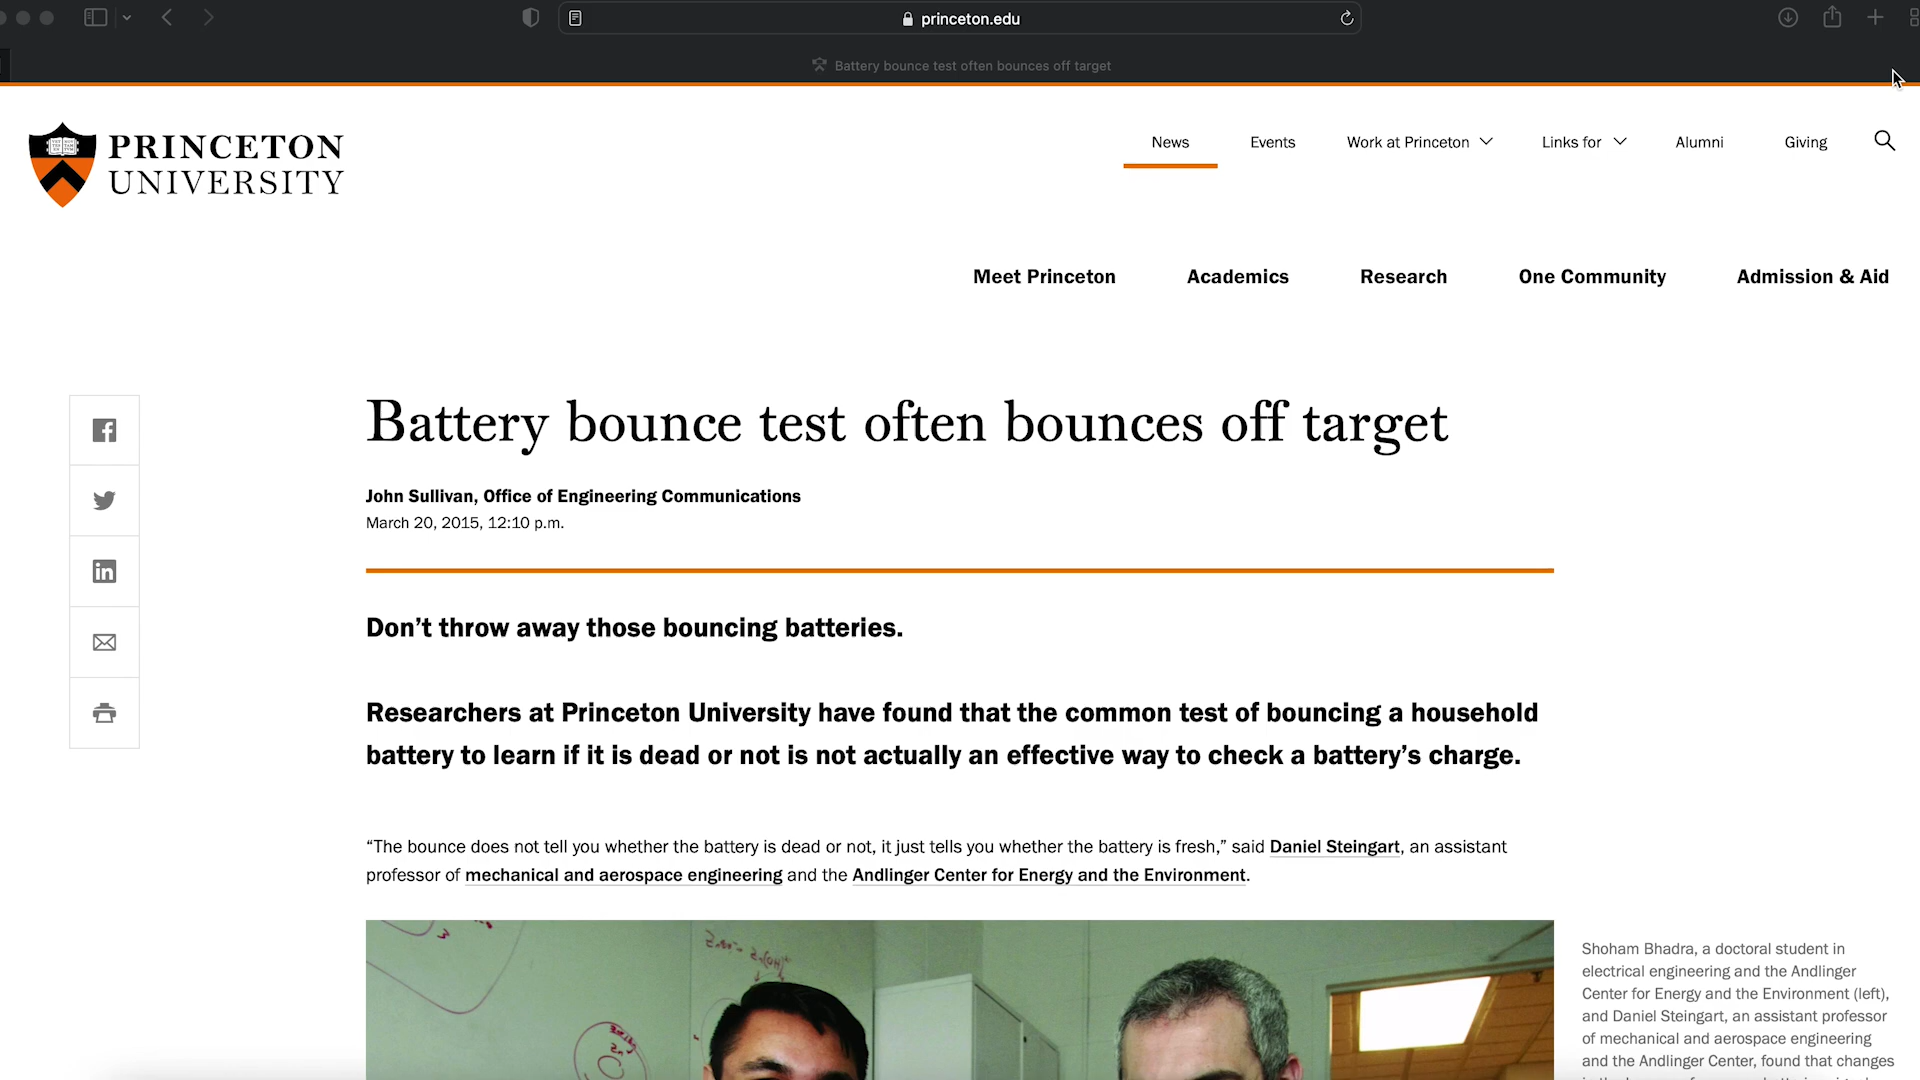 princeton.edu
Battery bounce test often bounces off target
PRINCETON
UNIVERSITY
News Events Work at Princeton Links for Alumni Giving
Meet Princeton Academics Research One Community Admission & Aid
Battery bounce test often bounces off target
John Sullivan, Office of Engineering Communications
March 20, 2015, 12:10 p.m.
Don’t throw away those bouncing batteries.
Researchers at Princeton University have found that the common test of bouncing a household
battery to learn if it is dead or not is not actually an effective way to check a battery’s charge.
“The bounce does not tell you whether the battery is dead or not, it just tells you whether the battery is fresh,” said Daniel Steingart, an assistant
professor of mechanical and aerospace engineering and the Andlinger Center for Energy and the Environment.
Shoham Bhadra, a doctoral student in
electrical engineering and the Andlinger
Center for Energy and the Environment (left),
and Daniel Steingart, an assistant professor
of mechanical and aerospace engineering
and the Andlinger Center, found that changes